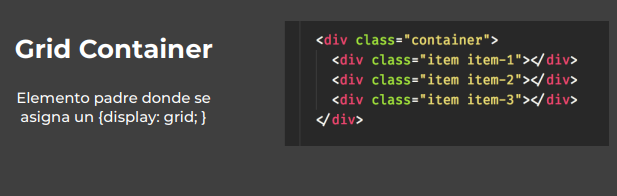 Grid Container
Elemento padre donde se
asigna un {display: grid; }
<div class="container">
<div class="item item-1"></div>
<div class="item item-2"></div>
<div class="item item-3"></div>
</div>